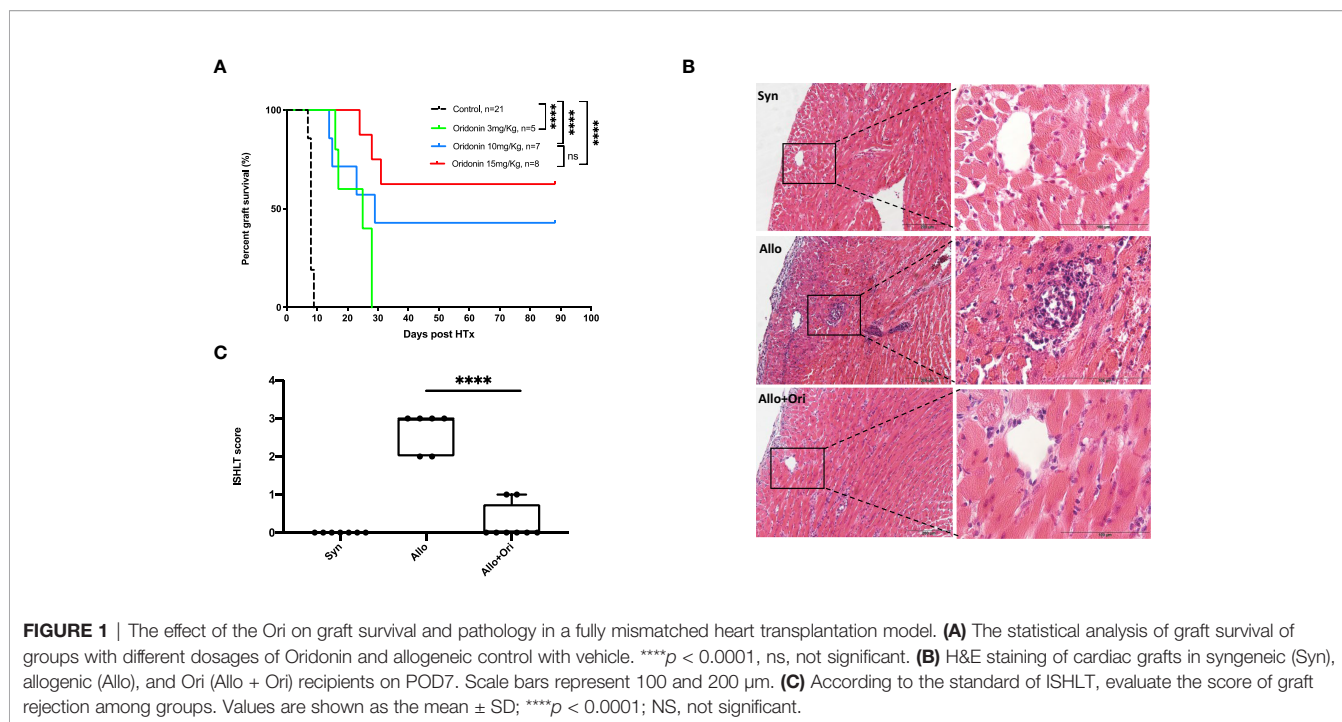 A
Percent graft survival (%)
100
50
0
0 10 20 30 40 50 60 70 80 90 100
Days post HTx
Control, n=21
Oridonin 3mg/Kg, n=5
Oridonin 10mg/Kg, n=7
Oridonin 15mg/Kg, n=8
****
****
ns
****
B
Syn
Allo
Allo+Ori
C
ISHLT score
4
3
2
1
0
****
Syn
Allo
Allo+Ori
FIGURE 1 | The effect of the Ori on graft survival and pathology in a fully mismatched heart transplantation model. (A) The statistical analysis of graft survival of
groups with different dosages of Oridonin and allogeneic control with vehicle. ****p < 0.0001, ns, not significant. (B) H&E staining of cardiac grafts in syngeneic (Syn),
allogenic (Allo), and Ori (Allo + Ori) recipients on POD7. Scale bars represent 100 and 200 µm. (C) According to the standard of ISHLT, evaluate the score of graft
rejection among groups. Values are shown as the mean ± SD; ****p < 0.0001; NS, not significant.